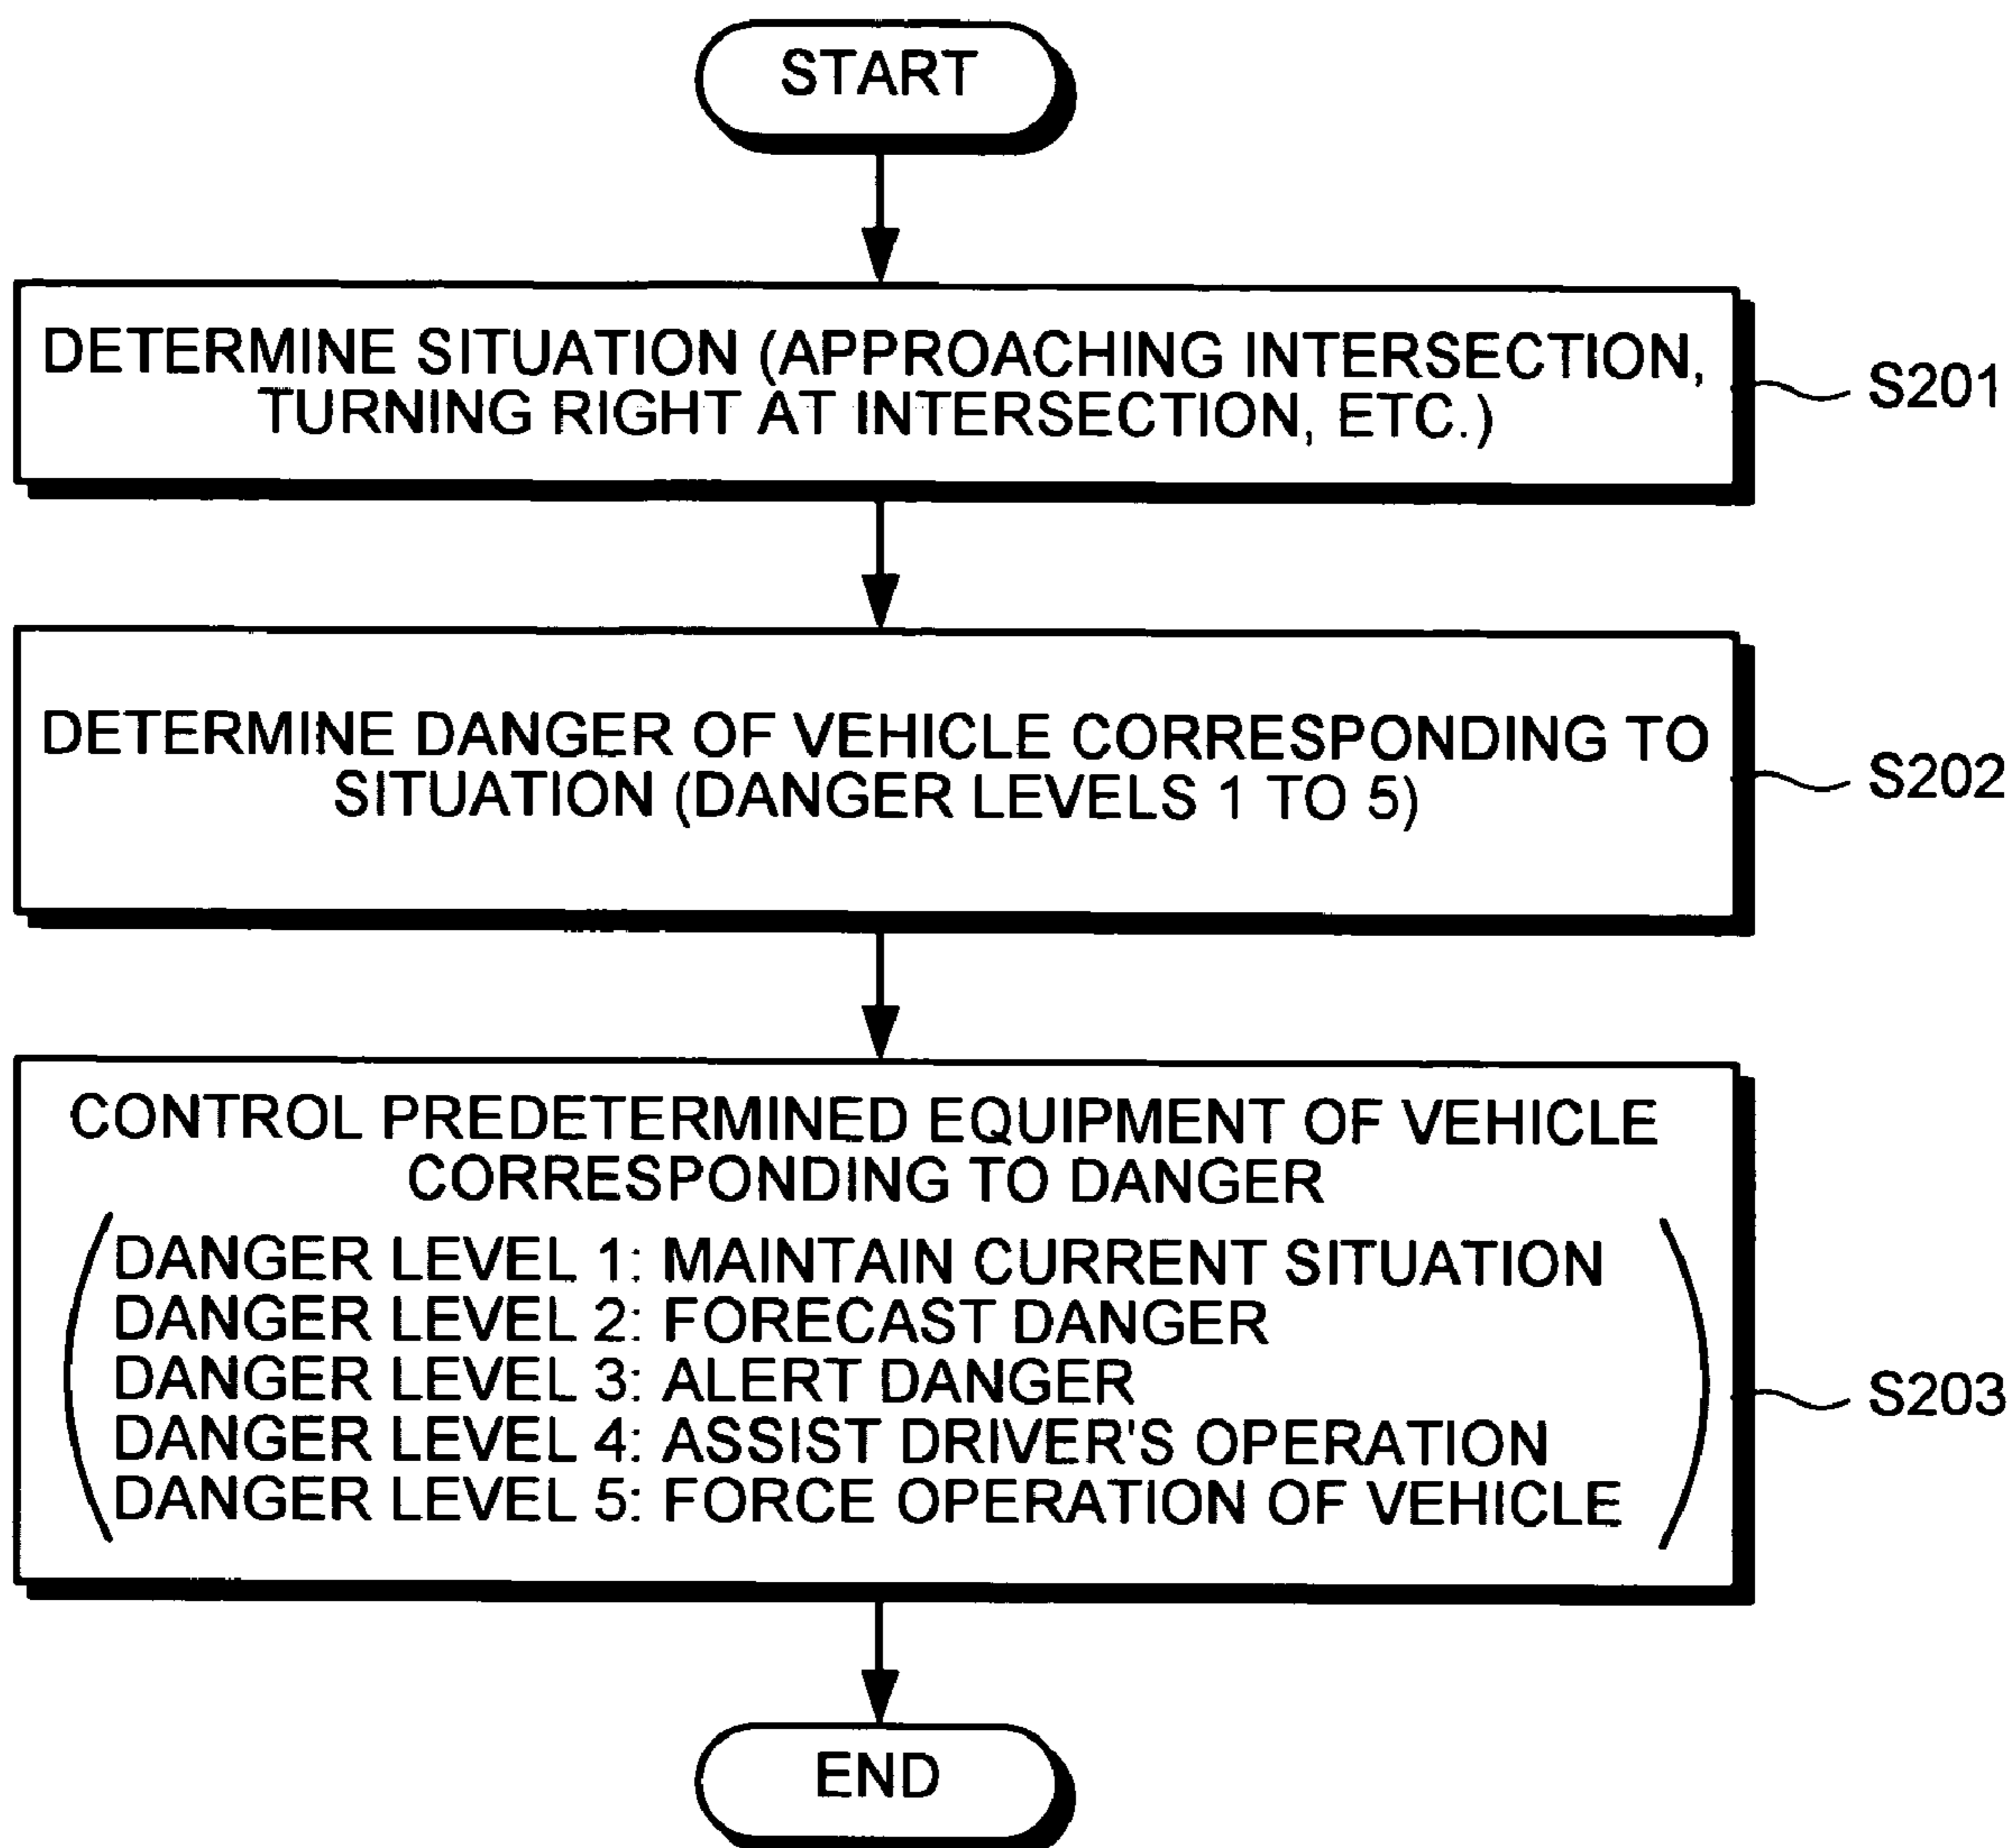 START
DETERMINE SITUATION (APPROACHING INTERSECTION,
TURNING RIGHT AT INTERSECTION, ETC.)
S201
DETERMINE DANGER OF VEHICLE CORRESPONDING TO
SITUATION (DANGER LEVELS 1 TO 5)
S202
CONTROL PREDETERMINED EQUIPMENT OF VEHICLE
CORRESPONDING TO DANGER
DANGER LEVEL 1: MAINTAIN CURRENT SITUATION
DANGER LEVEL 2: FORECAST DANGER
DANGER LEVEL 3: ALERT DANGER
DANGER LEVEL 4: ASSIST DRIVER'S OPERATION
DANGER LEVEL 5: FORCE OPERATION OF VEHICLE
S203
END